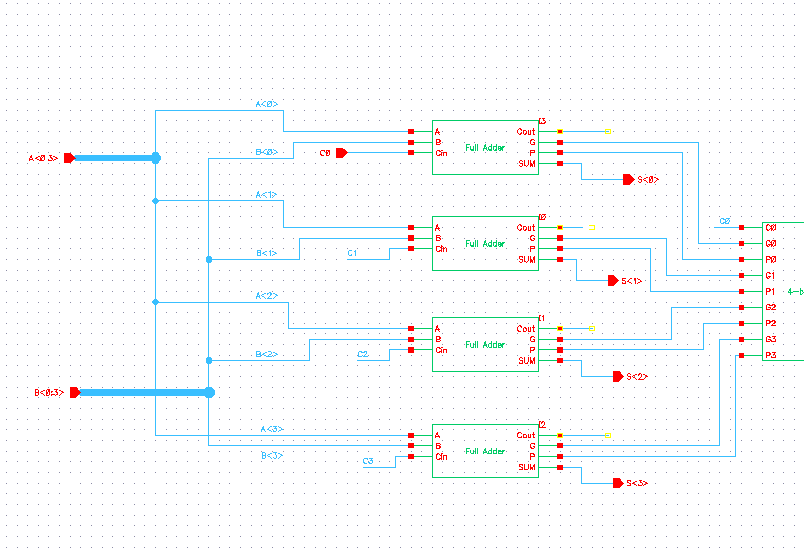 A<0>
A<0:3>
B<0>
C0
A
B
Cin
Full Adder
I3
Cout
G
P
SUM
S<0>
A<1>
B<1>
C1
A
B
Cin
Full Adder
I0
Cout
G
P
SUM
S<1>
A<2>
B<2>
C2
A
B
Cin
Full Adder
I1
Cout
G
P
SUM
S<2>
B<0:3>
A<3>
B<3>
C3
A
B
Cin
Full Adder
I2
Cout
G
P
SUM
S<3>
C0
C0
G0
P0
G1
P1
G2
P2
G3
P3